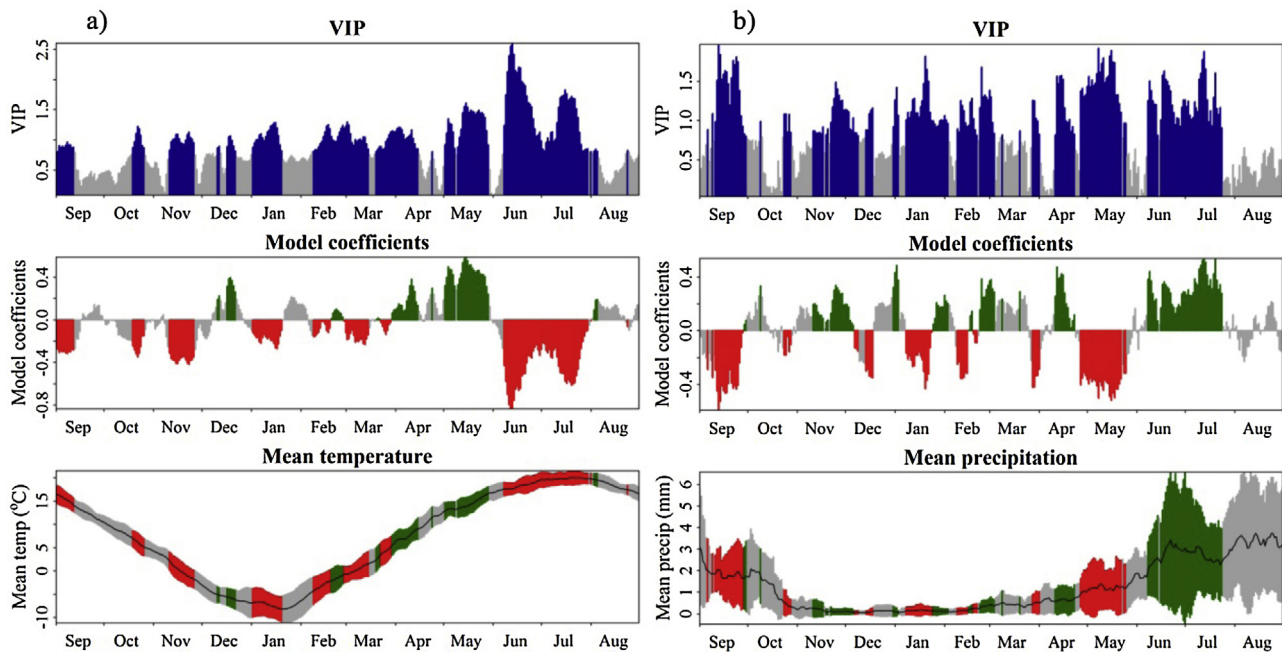 a)
VIP
VIP
2.5
1.5
0.5
Sep Oct Nov Dec Jan Feb Mar Apr May Jun Jul Aug
Model coefficients
Model coefficients
0.4
0.0
-0.4
-0.8
Sep Oct Nov Dec Jan Feb Mar Apr May Jun Jul Aug
Mean temperature
Mean temp (°C)
15
5
0
-10
Sep Oct Nov Dec Jan Feb Mar Apr May Jun Jul Aug
b)
VIP
VIP
1.5
1.0
0.5
Sep Oct Nov Dec Jan Feb Mar Apr May Jun Jul Aug
Model coefficients
Model coefficients
0.4
0.0
-0.4
Sep Oct Nov Dec Jan Feb Mar Apr May Jun Jul Aug
Mean precipitation
Mean precip (mm)
6
5
4
3
2
1
0
Sep Oct Nov Dec Jan Feb Mar Apr May Jun Jul Aug